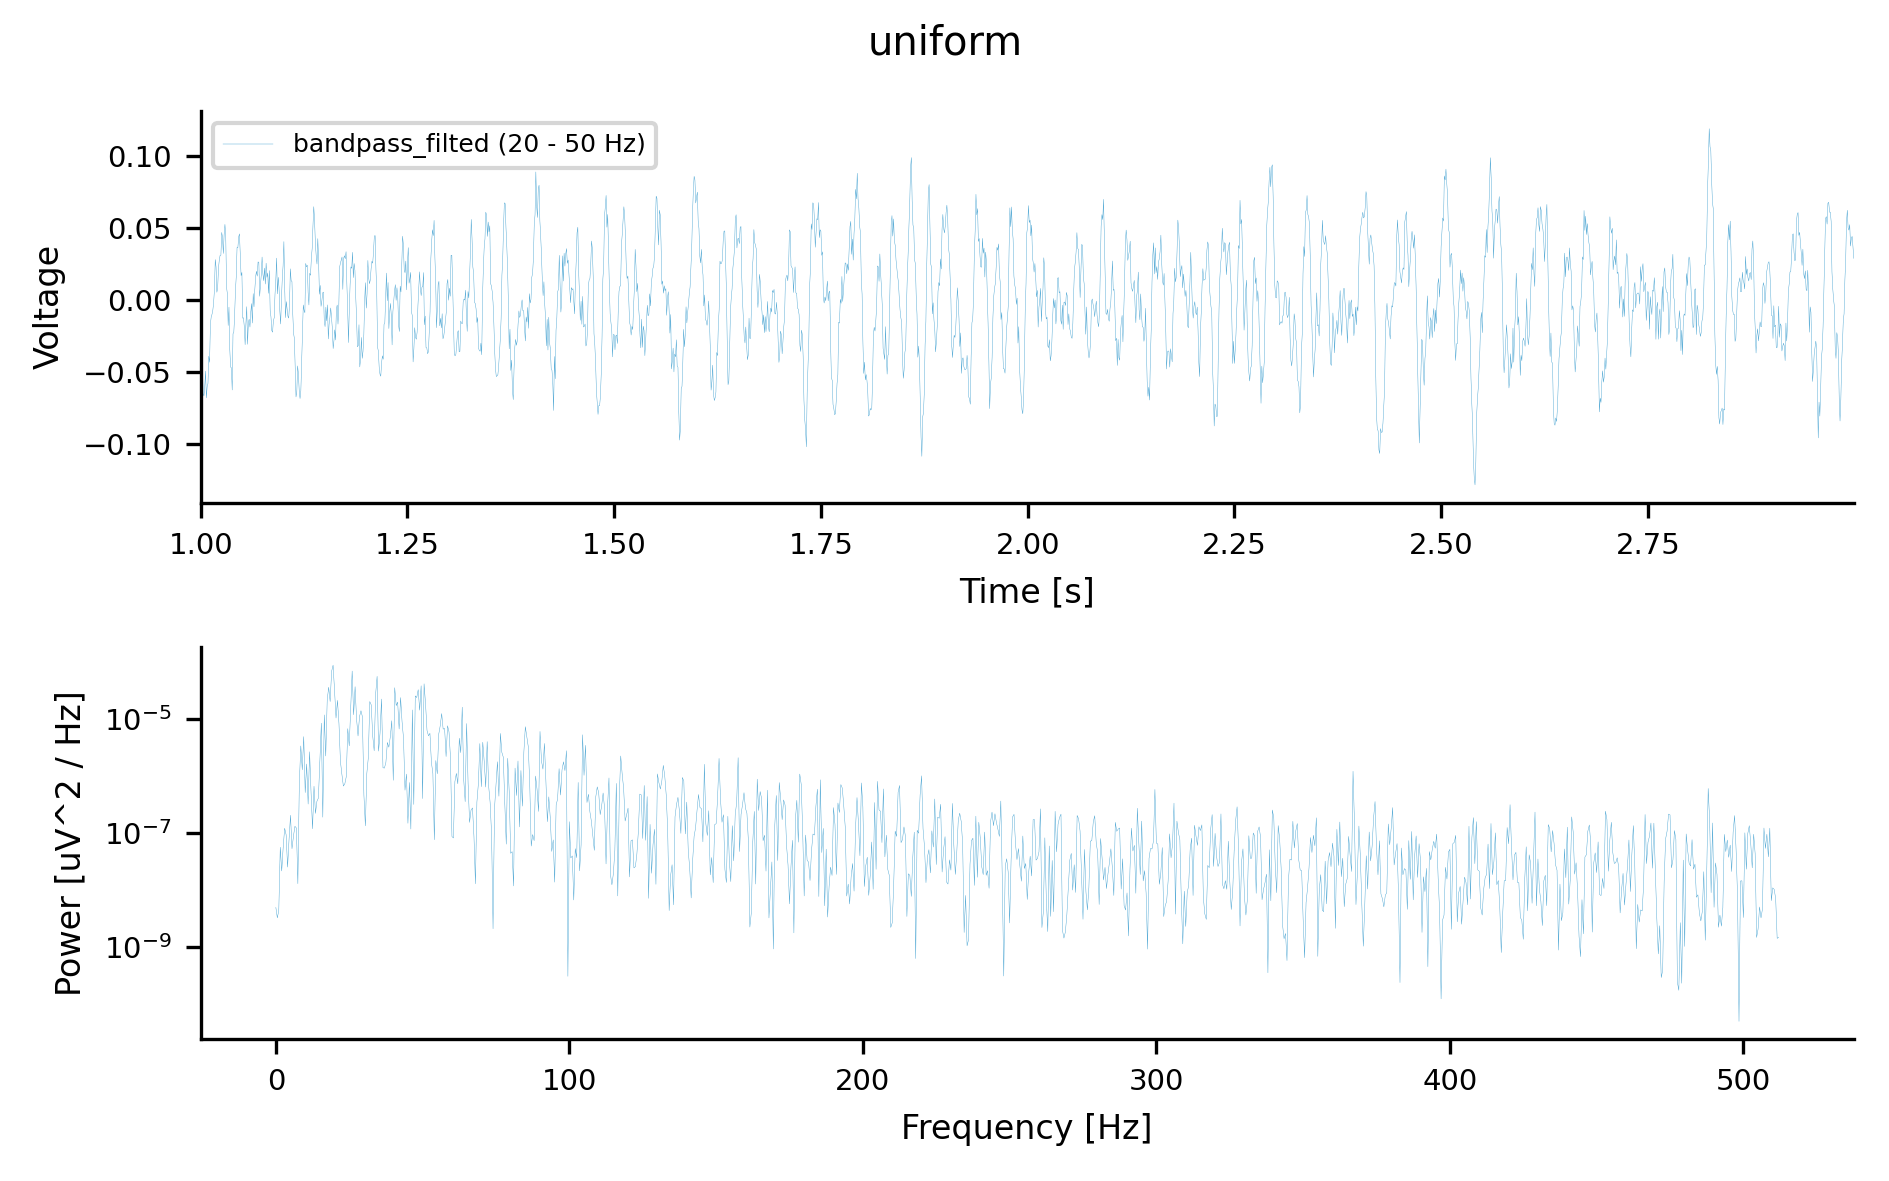 uniform
bandpass_filted (20 - 50 Hz)
Voltage
0.10
0.05
0.00
−0.05
−0.10
1.00 1.25 1.50 1.75 2.00 2.25 2.50 2.75
Time [s]
Power [uV^2 / Hz]
10⁻⁵
10⁻⁷
10⁻⁹
0 100 200 300 400 500
Frequency [Hz]